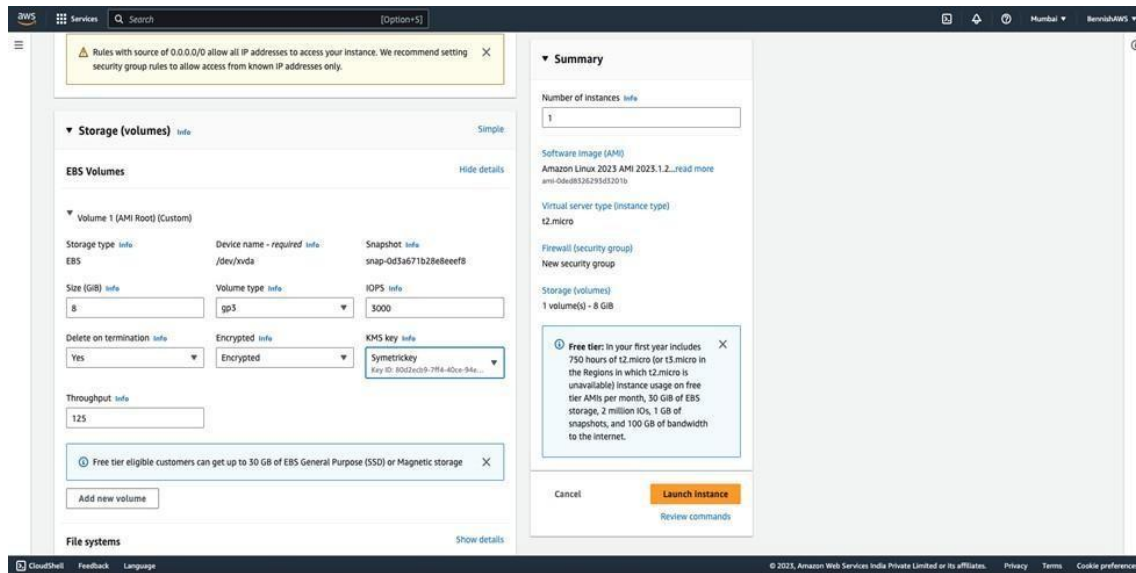 aws
Services
Search
[Option+S]
Mumbai
BennishAWS
Rules with source of 0.0.0.0/0 allow all IP addresses to access your instance. We recommend setting
security group rules to allow access from known IP addresses only.
Storage (volumes) Info
Simple
EBS Volumes
Hide details
Volume 1 (AMI Root) (Custom)
Storage type Info
Device name - required Info
Snapshot Info
EBS
/dev/xvda
snap-0d3a671b28e8eeef8
Size (GiB) Info
Volume type Info
IOPS Info
8
gp3
3000
Delete on termination Info
Encrypted Info
KMS key Info
Yes
Encrypted
Symetrickey
Key ID: 80d2ecb9-7ff4-40ce-94e...
Throughput Info
125
Free tier eligible customers can get up to 30 GB of EBS General Purpose (SSD) or Magnetic storage
Add new volume
File systems
Show details
Summary
Number of instances Info
1
Software Image (AMI)
Amazon Linux 2023 AMI 2023.1.2...read more
ami-0ded8326293d3201b
Virtual server type (instance type)
t2.micro
Firewall (security group)
New security group
Storage (volumes)
1 volume(s) - 8 GiB
Free tier: In your first year includes
750 hours of t2.micro (or t3.micro in
the Regions in which t2.micro is
unavailable) instance usage on free
tier AMIs per month, 30 GiB of EBS
storage, 2 million IOs, 1 GB of
snapshots, and 100 GB of bandwidth
to the internet.
Cancel
Launch instance
Review commands
CloudShell
Feedback
Language
© 2023, Amazon Web Services India Private Limited or its affiliates.
Privacy
Terms
Cookie preference